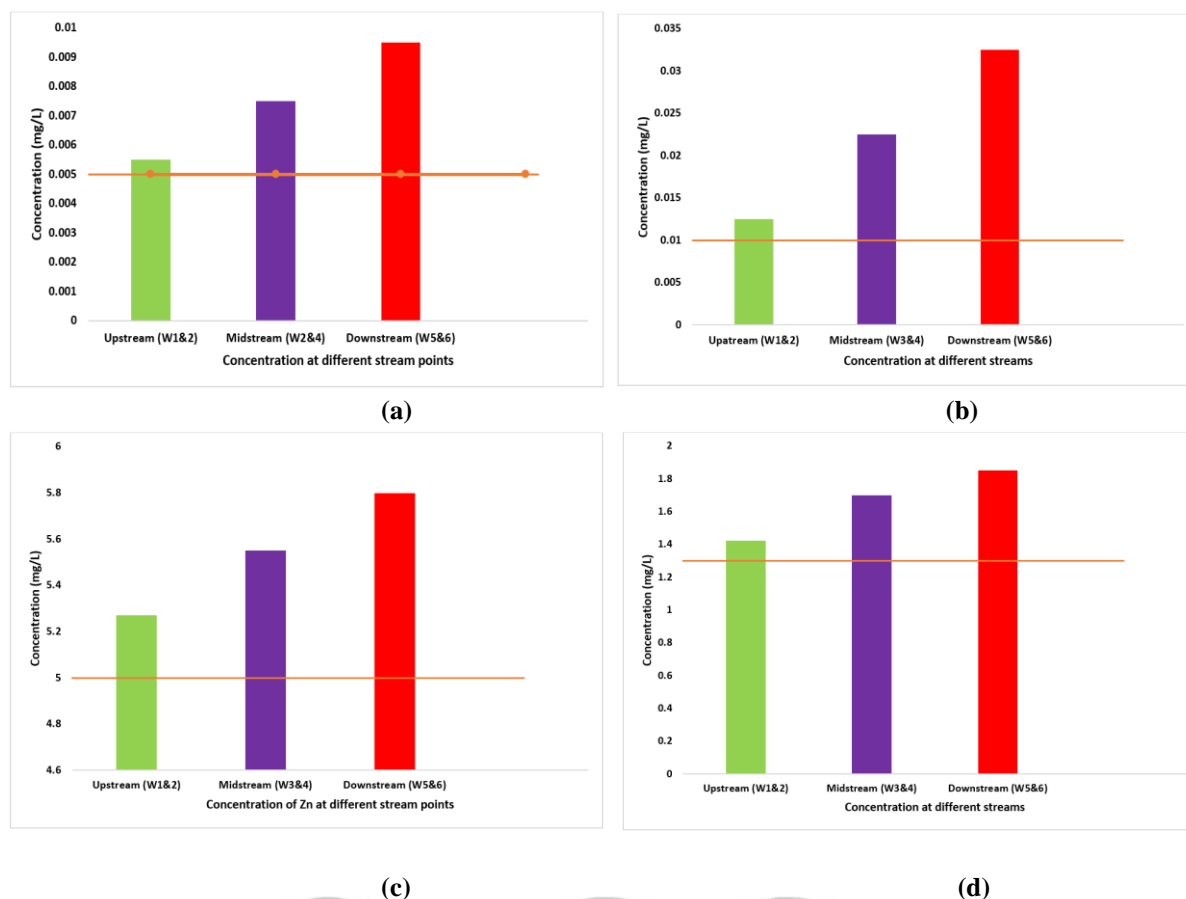 0.01
0.009
0.008
0.007
0.006
0.005
0.004
0.003
0.002
0.001
0
Concentration (mg/L)
Upstream (W1&2) Midstream (W2&4) Downstream (W5&6)
Concentration at different stream points
(a)
0.035
0.03
0.025
0.02
0.015
0.01
0.005
0
Concentration (mg/L)
Upatream (W1&2) Midstream (W3&4) Downstream (W5&6)
Concentration at different streams
(b)
6
5.8
5.6
5.4
5.2
5
4.8
4.6
Concentration (mg/L)
Upstream (W1&2) Midstream (W3&4) Downstream (W5&6)
Concentration of Zn at different stream points
(c)
2
1.8
1.6
1.4
1.2
1
0.8
0.6
0.4
0.2
0
Concentration (mg/L)
Upstream (W1&2) Midstream (W3&4) Downstream (W5&6)
Concentration at different streams
(d)